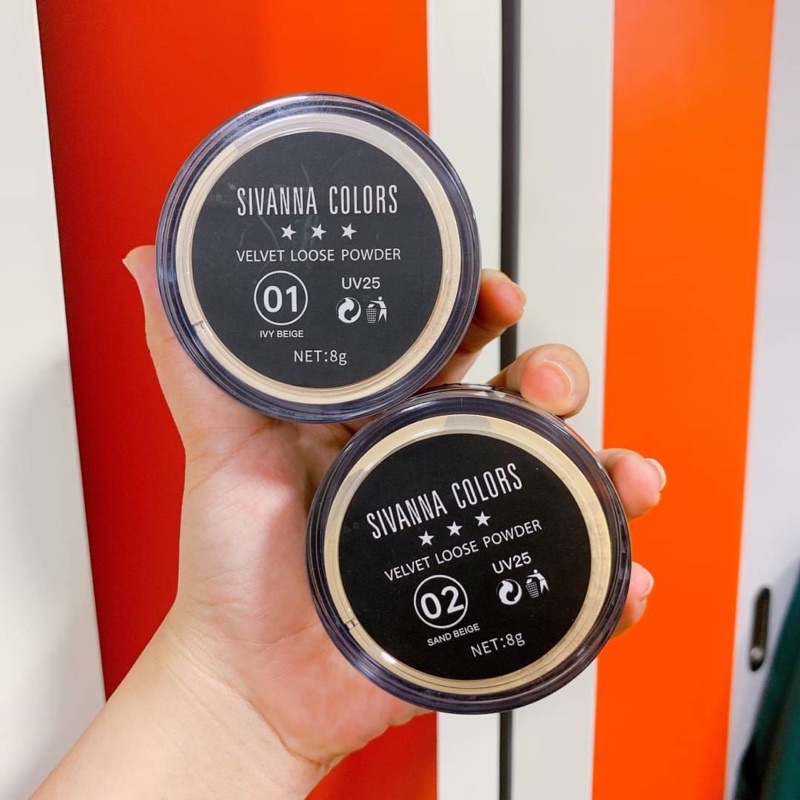 SIVANNA COLORS
VELVET LOOSE POWDER
01
UV25
IVY BEIGE
NET:8g
SIVANNA COLORS
VELVET LOOSE POWDER
02
UV25
SAND BEIGE
NET:8g